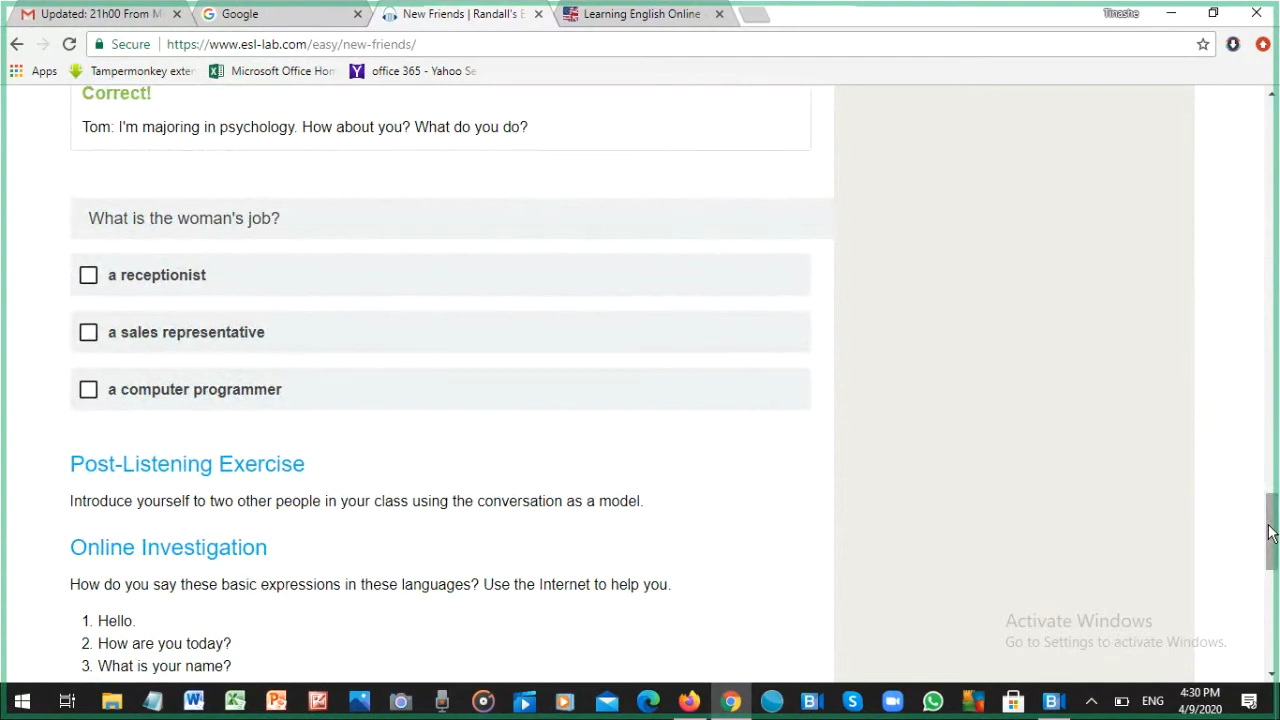 Updated: 21h00 From M
Google
New Friends | Randall's E
Learning English Online
Tinashe
Secure
https://www.esl-lab.com/easy/new-friends/
Apps
Tampermonkey exter
Microsoft Office Hom
office 365 - Yahoo Se
Correct!
Tom: I'm majoring in psychology. How about you? What do you do?
What is the woman's job?
a receptionist
a sales representative
a computer programmer
Post-Listening Exercise
Introduce yourself to two other people in your class using the conversation as a model.
Online Investigation
How do you say these basic expressions in these languages? Use the Internet to help you.
1. Hello.
2. How are you today?
3. What is your name?
Activate Windows
Go to Settings to activate Windows.
ENG
4:30 PM
4/9/2020